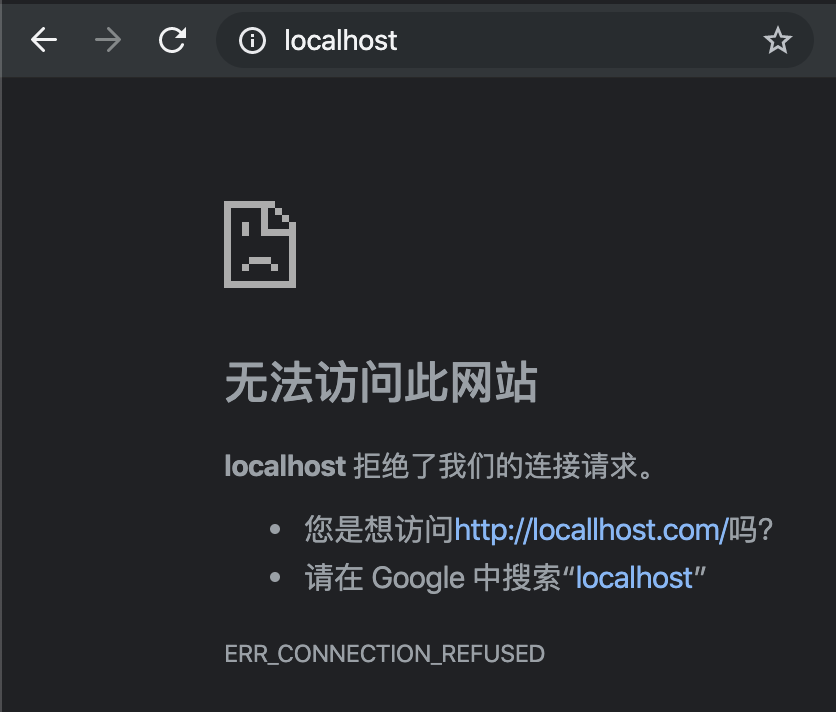 localhost
无法访问此网站
localhost 拒绝了我们的连接请求。
您是想访问http://locallhost.com/吗?
请在 Google 中搜索“localhost”
ERR_CONNECTION_REFUSED